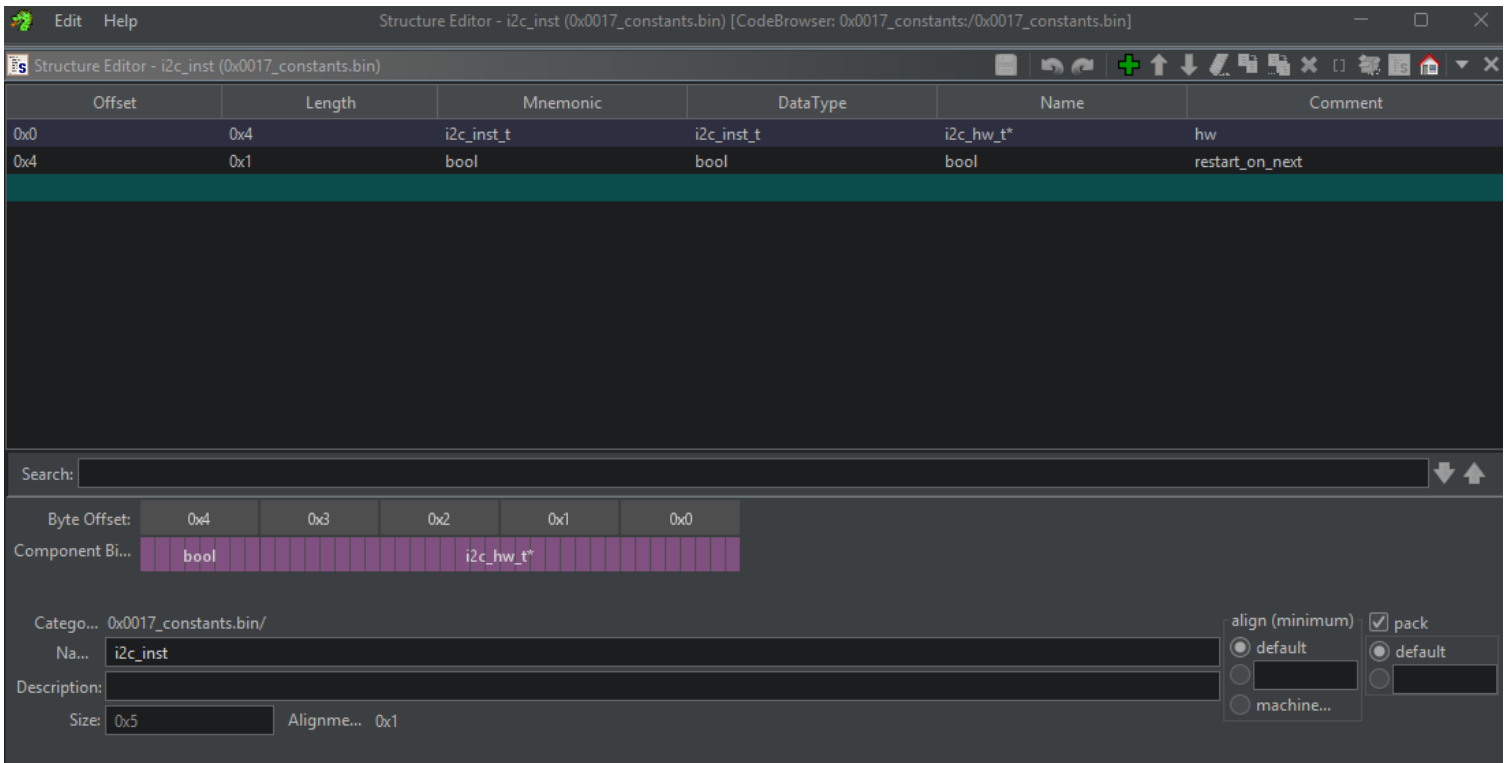 Edit Help Structure Editor - i2c_inst (0x0017_constants.bin) [CodeBrowser: 0x0017_constants:/0x0017_constants.bin]
Structure Editor - i2c_inst (0x0017_constants.bin)
Offset Length Mnemonic DataType Name Comment
0x0 0x4 i2c_inst_t i2c_inst_t i2c_hw_t* hw
0x4 0x1 bool bool bool restart_on_next
Search:
Byte Offset: 0x4 0x3 0x2 0x1 0x0
Component Bi... bool i2c_hw_t*
Catego... 0x0017_constants.bin/
Na... i2c_inst
Description:
Size: 0x5 Alignme... 0x1
align (minimum)
default
machine...
pack
default